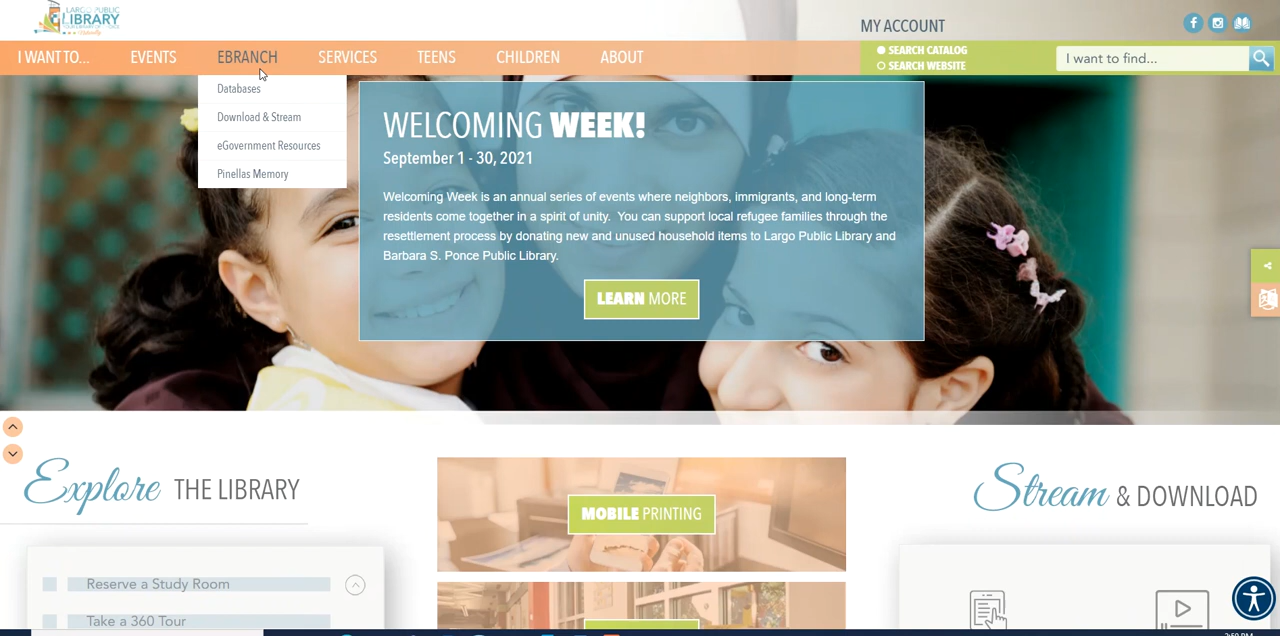 LARGO PUBLIC
LIBRARY
MY ACCOUNT
I WANT TO...
EVENTS
EBRANCH
SERVICES
TEENS
CHILDREN
ABOUT
SEARCH CATALOG
SEARCH WEBSITE
I want to find...
Databases
Download & Stream
eGovernment Resources
Pinellas Memory
WELCOMING WEEK!
September 1 - 30, 2021
Welcoming Week is an annual series of events where neighbors, immigrants, and long-term
residents come together in a spirit of unity.  You can support local refugee families through the
resettlement process by donating new and unused household items to Largo Public Library and
Barbara S. Ponce Public Library.
LEARN MORE
Explore THE LIBRARY
Reserve a Study Room
Take a 360 Tour
MOBILE PRINTING
Stream & DOWNLOAD